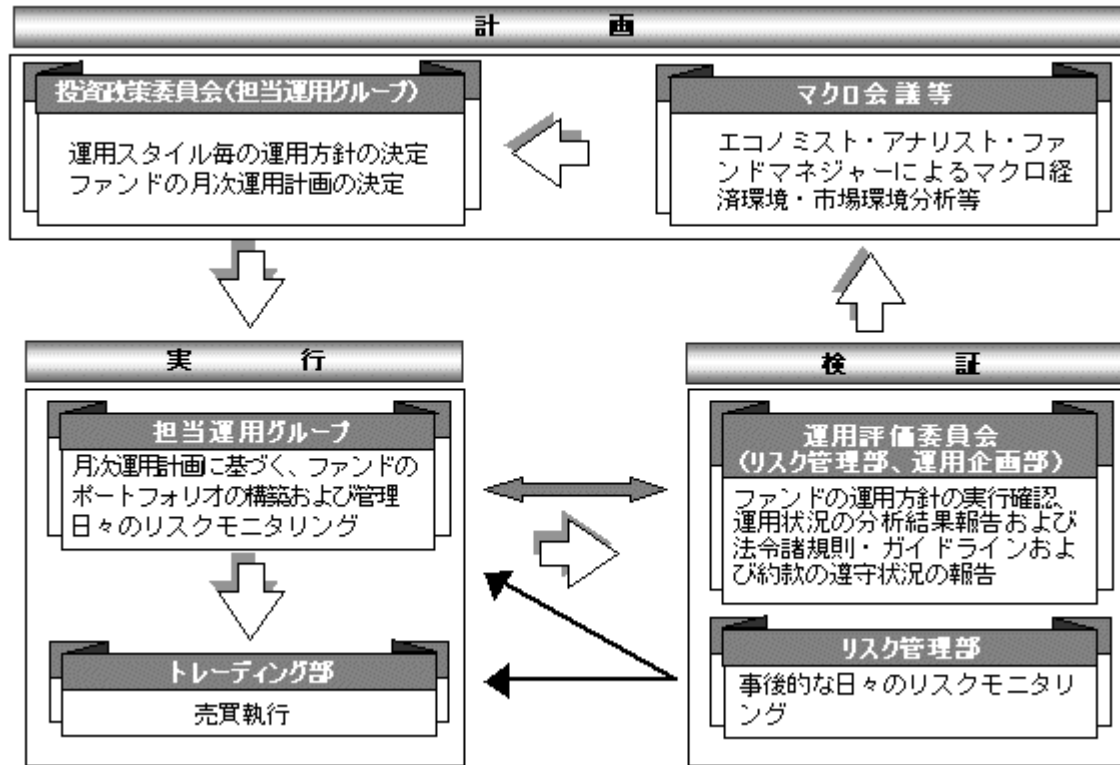 計　　　画
投資政策委員会(担当運用グループ)
運用スタイル毎の運用方針の決定
ファンドの月次運用計画の決定
マクロ会議等
エコノミスト・アナリスト・ファ
ンドマネジャーによるマクロ経
済環境・市場環境分析等
実　　　行
担当運用グループ
月次運用計画に基づく、ファンドの
ポートフォリオの構築および管理
日々のリスクモニタリング
トレーディング部
売買執行
検　　　証
運用評価委員会
(リスク管理部、運用企画部)
ファンドの運用方針の実行確認、
運用状況の分析結果報告および
法令諸規則・ガイドラインおよ
び約款の遵守状況の報告
リスク管理部
事後的な日々のリスクモニタリ
ング